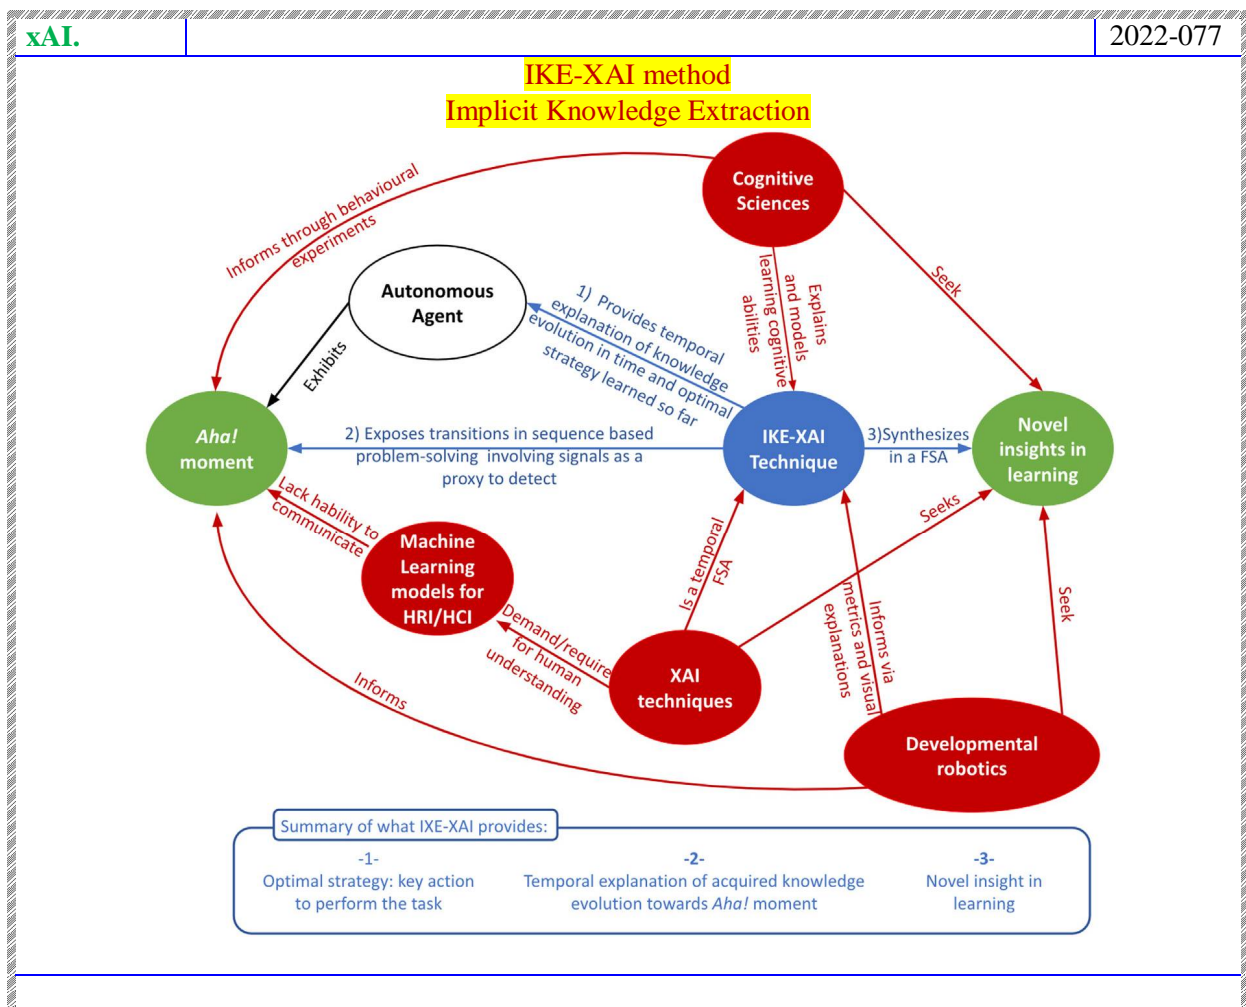 xAI.
2022-077
IKE-XAI method
Implicit Knowledge Extraction
Cognitive
Sciences
Informs through behavioural
experiments
Autonomous
Agent
Exhibits
1) Provides temporal
explanation of knowledge
evolution in time and optimal
strategy learned so far
Explains
and models
learning cognitive
abilities
Seek
Aha!
moment
2) Exposes transitions in sequence based
problem-solving involving signals as a
proxy to detect
IKE-XAI
Technique
3)Synthesizes
in a FSA
Novel
insights in
learning
Lack hability to
communicate
Machine
Learning
models for
HRI/HCI
Demand/require
for human
understanding
Is a temporal
FSA
Seeks
Informs via
metrics and visual
explanations
Seek
XAI
techniques
Informs
Developmental
robotics
Summary of what IXE-XAI provides:
-1-
Optimal strategy: key action
to perform the task
-2-
Temporal explanation of acquired knowledge
evolution towards Aha! moment
-3-
Novel insight in
learning